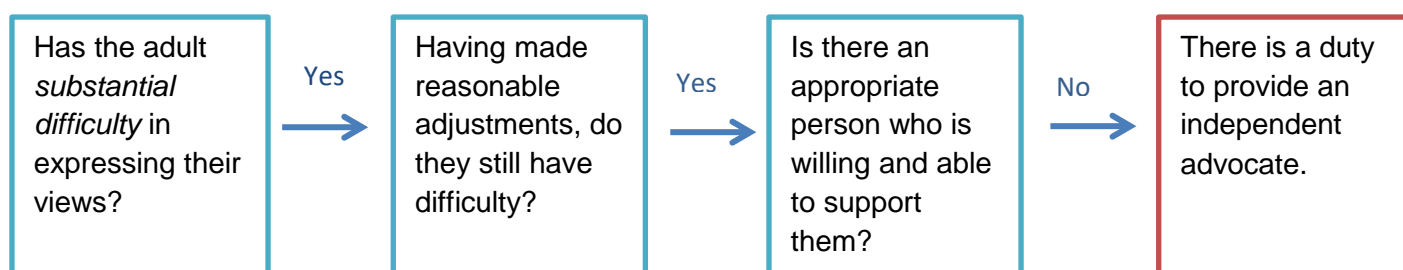 Has the adult
substantial
difficulty in
expressing their
views?
Yes
Having made
reasonable
adjustments, do
they still have
difficulty?
Yes
Is there an
appropriate
person who is
willing and able
to support
them?
No
There is a duty
to provide an
independent
advocate.